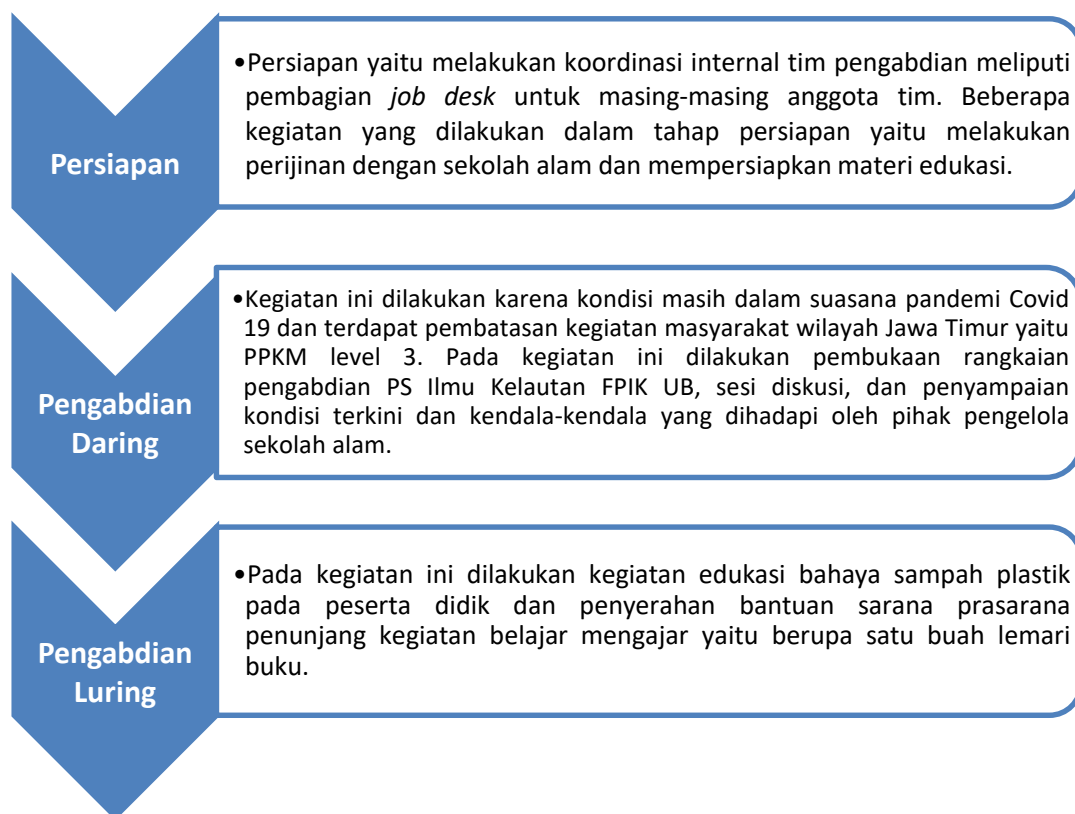 Persiapan
•Persiapan yaitu melakukan koordinasi internal tim pengabdian meliputi
pembagian job desk untuk masing-masing anggota tim. Beberapa
kegiatan yang dilakukan dalam tahap persiapan yaitu melakukan
perijinan dengan sekolah alam dan mempersiapkan materi edukasi.
Pengabdian
Daring
•Kegiatan ini dilakukan karena kondisi masih dalam suasana pandemi Covid
19 dan terdapat pembatasan kegiatan masyarakat wilayah Jawa Timur yaitu
PPKM level 3. Pada kegiatan ini dilakukan pembukaan rangkaian
pengabdian PS Ilmu Kelautan FPIK UB, sesi diskusi, dan penyampaian
kondisi terkini dan kendala-kendala yang dihadapi oleh pihak pengelola
sekolah alam.
Pengabdian
Luring
•Pada kegiatan ini dilakukan kegiatan edukasi bahaya sampah plastik
pada peserta didik dan penyerahan bantuan sarana prasarana
penunjang kegiatan belajar mengajar yaitu berupa satu buah lemari
buku.